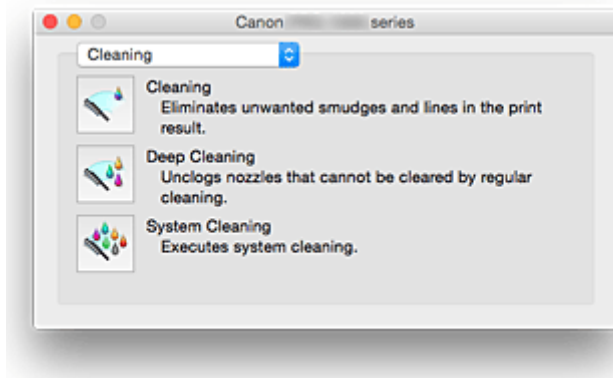 Canon series
Cleaning
Cleaning
Eliminates unwanted smudges and lines in the print
result.
Deep Cleaning
Unclogs nozzles that cannot be cleared by regular
cleaning.
System Cleaning
Executes system cleaning.